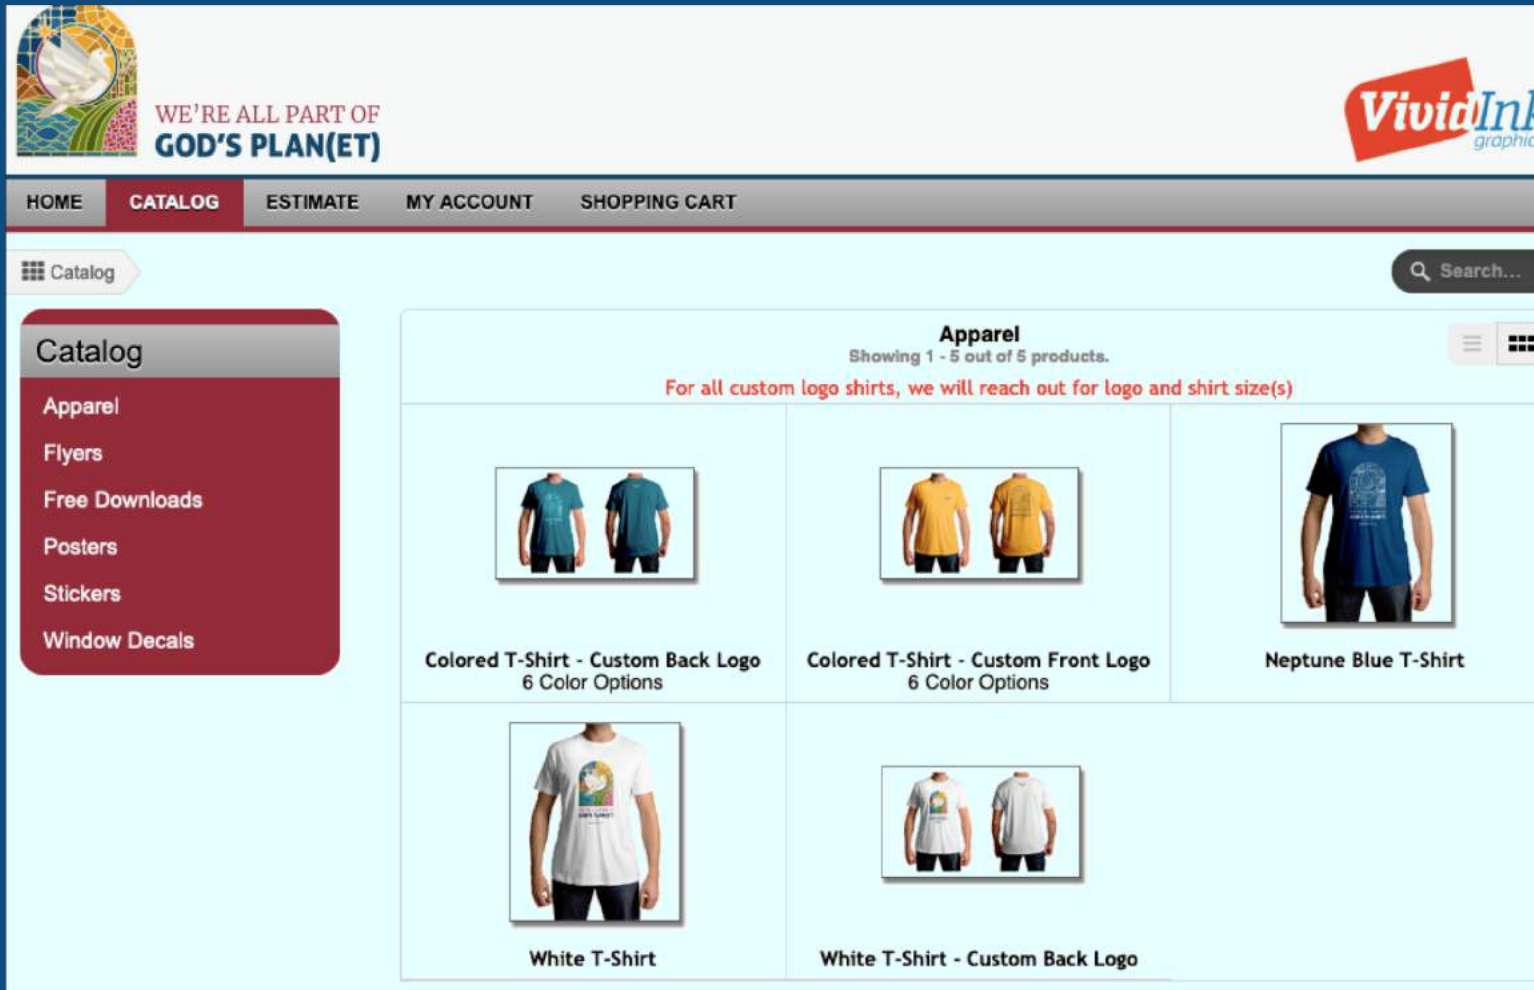 WE'RE ALL PART OF
GOD'S PLAN(ET)
VividInk
graphic
HOME CATALOG ESTIMATE MY ACCOUNT SHOPPING CART
Catalog
Search...
Catalog
Apparel
Flyers
Free Downloads
Posters
Stickers
Window Decals
Apparel
Showing 1 - 5 out of 5 products.
For all custom logo shirts, we will reach out for logo and shirt size(s)
Colored T-Shirt - Custom Back Logo
6 Color Options
Colored T-Shirt - Custom Front Logo
6 Color Options
Neptune Blue T-Shirt
White T-Shirt
White T-Shirt - Custom Back Logo